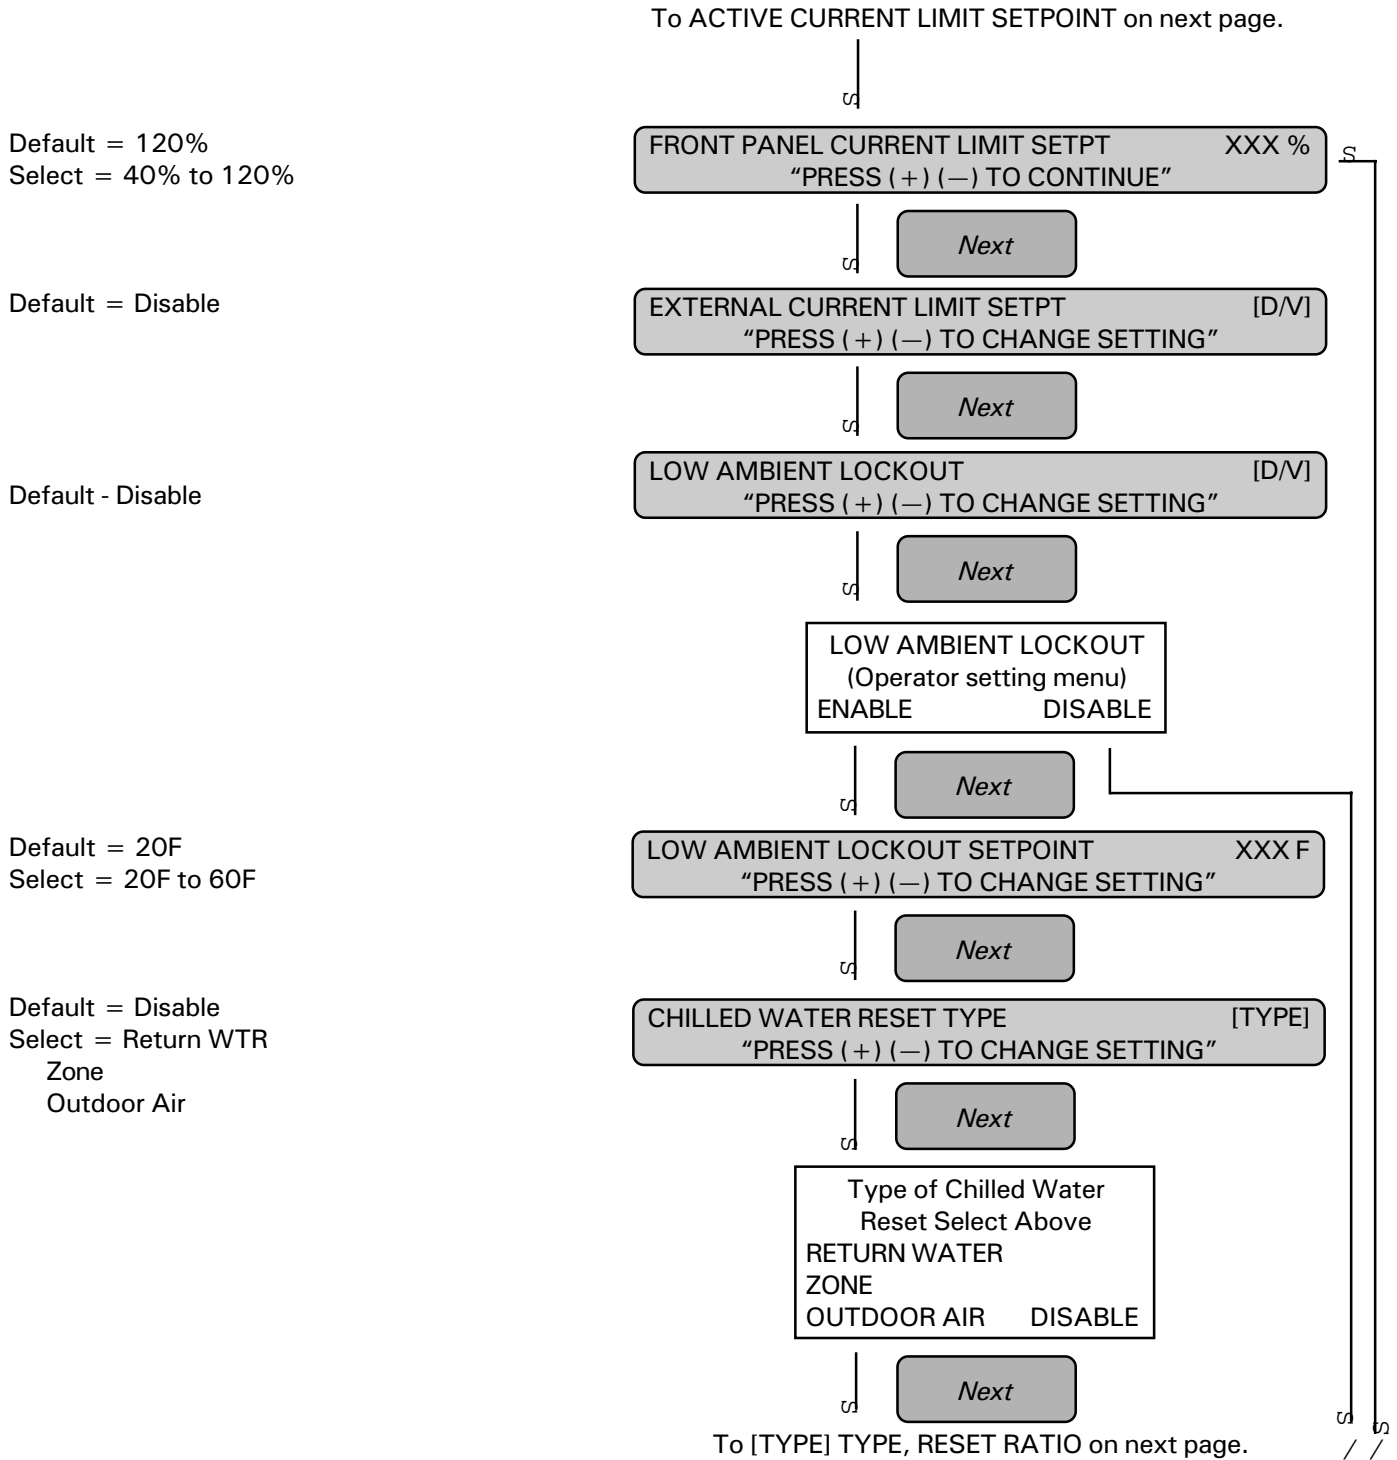 To ACTIVE CURRENT LIMIT SETPOINT on next page.
S
Default = 120%
Select = 40% to 120%
FRONT PANEL CURRENT LIMIT SETPT XXX %
“PRESS (+) (—) TO CONTINUE”
S
Next
S
Default = Disable
EXTERNAL CURRENT LIMIT SETPT [D/V]
“PRESS (+) (—) TO CHANGE SETTING”
Next
S
Default - Disable
LOW AMBIENT LOCKOUT [D/V]
“PRESS (+) (—) TO CHANGE SETTING”
Next
S
LOW AMBIENT LOCKOUT
(Operator setting menu)
ENABLE DISABLE
Next
S
Default = 20F
Select = 20F to 60F
LOW AMBIENT LOCKOUT SETPOINT XXX F
“PRESS (+) (—) TO CHANGE SETTING”
Next
S
Default = Disable
Select = Return WTR
Zone
Outdoor Air
CHILLED WATER RESET TYPE [TYPE]
“PRESS (+) (—) TO CHANGE SETTING”
Next
S
Type of Chilled Water
Reset Select Above
RETURN WATER
ZONE
OUTDOOR AIR DISABLE
Next
S
S S
To [TYPE] TYPE, RESET RATIO on next page.
/ /